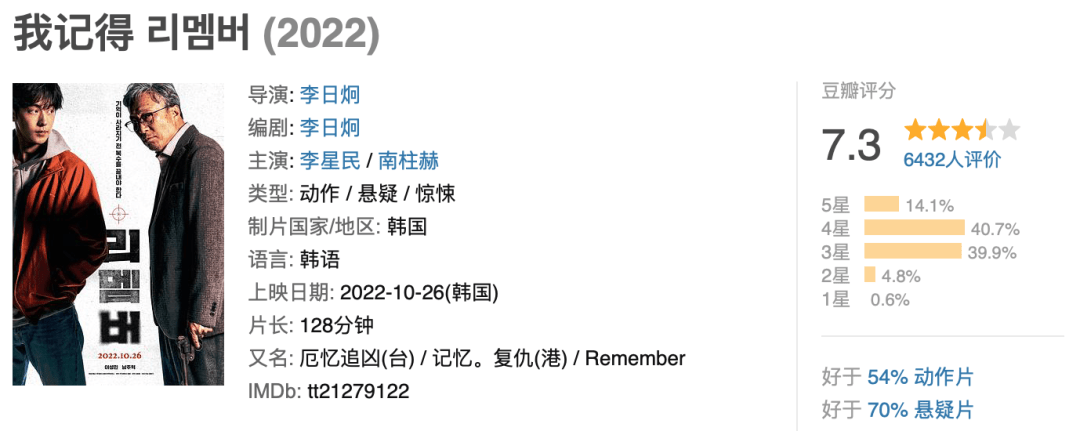 我记得 리멤버 (2022)
기억이 사라지기 전 복수를 끝내야 한다
리멤버
2022.10.26
이성민 남주혁
导演: 李日炯
编剧: 李日炯
主演: 李星民 / 南柱赫
类型: 动作 / 悬疑 / 惊悚
制片国家/地区: 韩国
语言: 韩语
上映日期: 2022-10-26(韩国)
片长: 128分钟
又名: 厄忆追凶(台) / 记忆。复仇(港) / Remember
IMDb: tt21279122
豆瓣评分
7.3
6432人评价
5星 14.1%
4星 40.7%
3星 39.9%
2星 4.8%
1星 0.6%
好于 54% 动作片
好于 70% 悬疑片